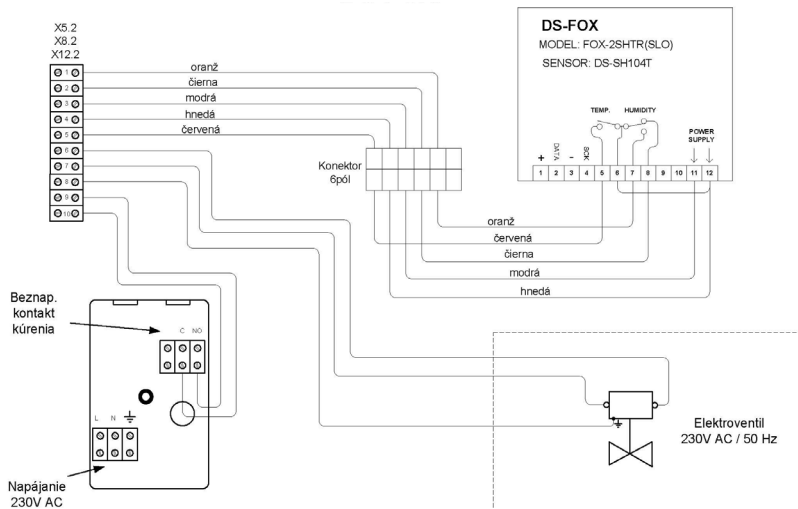 X5.2
X8.2
X12.2
1
2
3
4
5
6
7
8
9
10
oranž
čierna
modrá
hnedá
červená
DS-FOX
MODEL: FOX-2SHTR(SLO)
SENSOR: DS-SH104T
TEMP. HUMIDITY
POWER
SUPPLY
+ DATA - SCK
1 2 3 4 5 6 7 8 9 10 11 12
Konektor
6pól
oranž
červená
čierna
modrá
hnedá
Beznap.
kontakt
kúrenia
C NO
L N
Napájanie
230V AC
Elektroventil
230V AC / 50 Hz